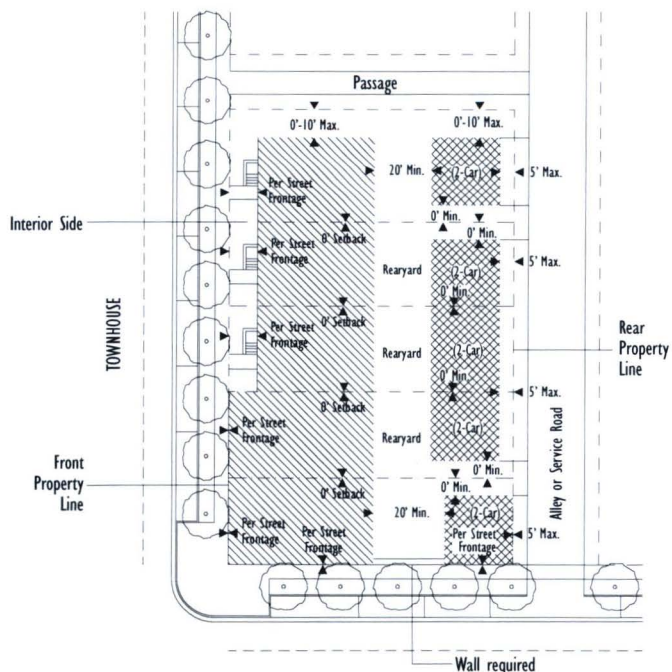 Passage
0'-10' Max.
0'-10' Max.
Per Street
Frontage
20' Min.
(2-Car)
5' Max.
Interior Side
0' Min.
0' Min.
0' Setback
Per Street
Frontage
Rearyard
(2-Car)
5' Max.
0' Min.
0' Setback
TOWNHOUSE
Per Street
Frontage
Rearyard
(2-Car)
Rear
Property
Line
0' Min.
0' Setback
5' Max.
Per Street
Frontage
Rearyard
(2-Car)
Alley or Service Road
Front
Property
Line
0' Min.
0' Min.
0' Setback
Per Street
Frontage
20' Min.
(2-Car)
Per Street
Frontage
Per Street
Frontage
5' Max.
Wall required